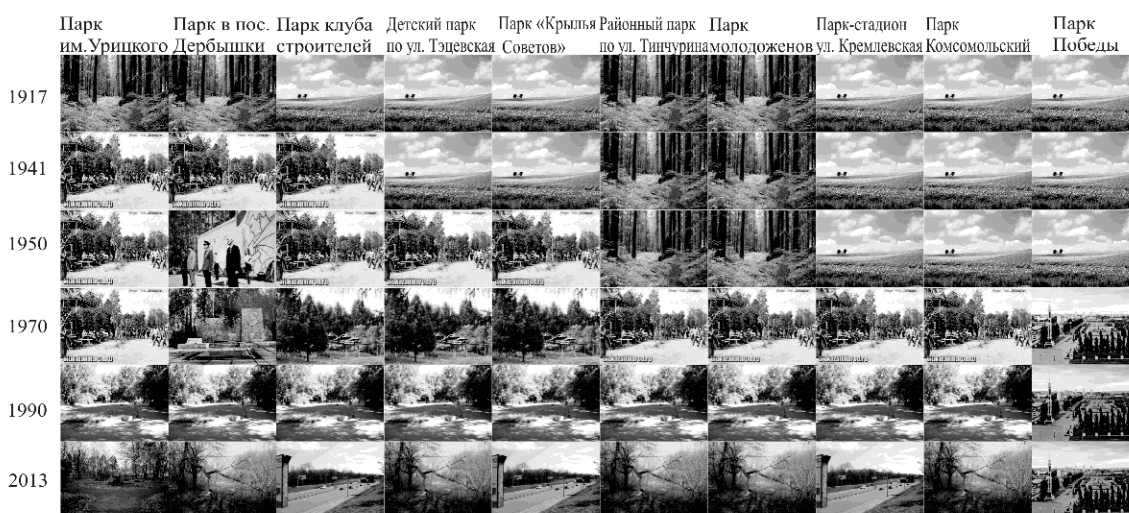 Парк
им.Урицкого
Парк в пос.
Дербышки
Парк клуба
строителей
Детский парк
по ул. Тэцевская
Парк «Крылья
Советов»
Районный парк
по ул. Тинчурина
Парк
молодоженов
Парк-стадион
ул. Кремлевская
Парк
Комсомольский
Парк
Победы
1917
1941
1950
1970
1990
2013